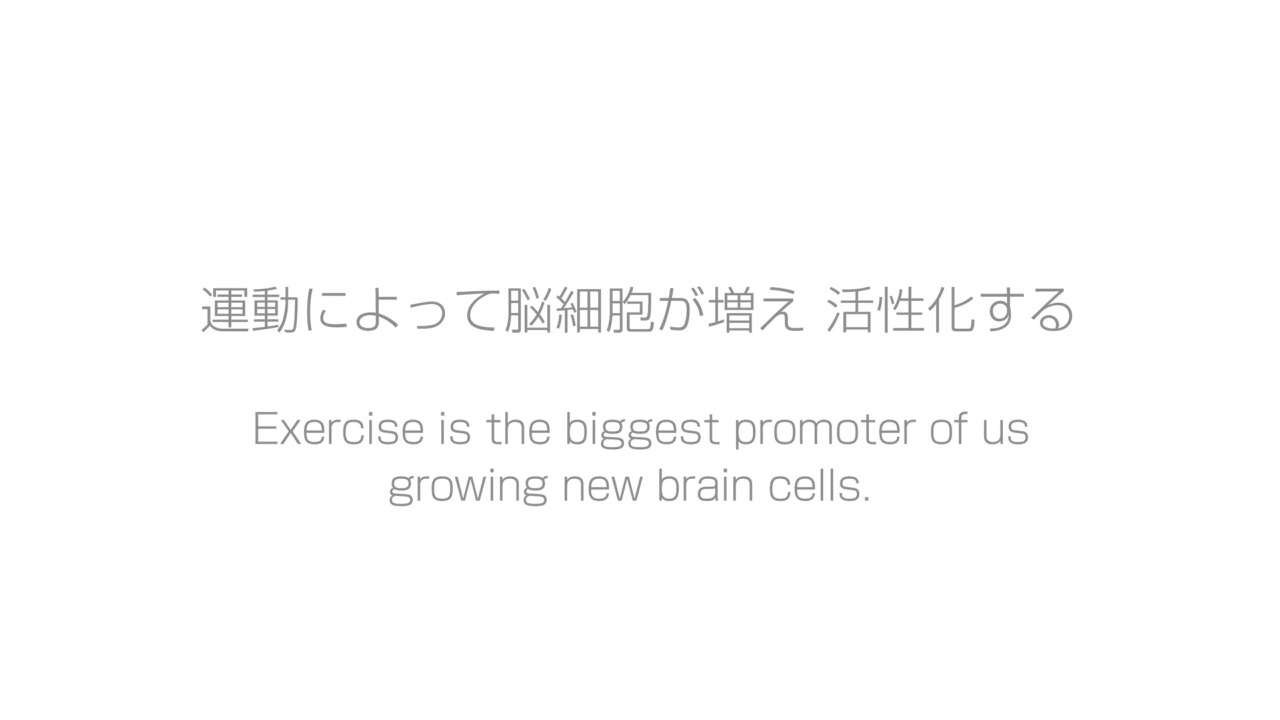 運動によって脳細胞が増え 活性化する
Exercise is the biggest promoter of us
growing new brain cells.